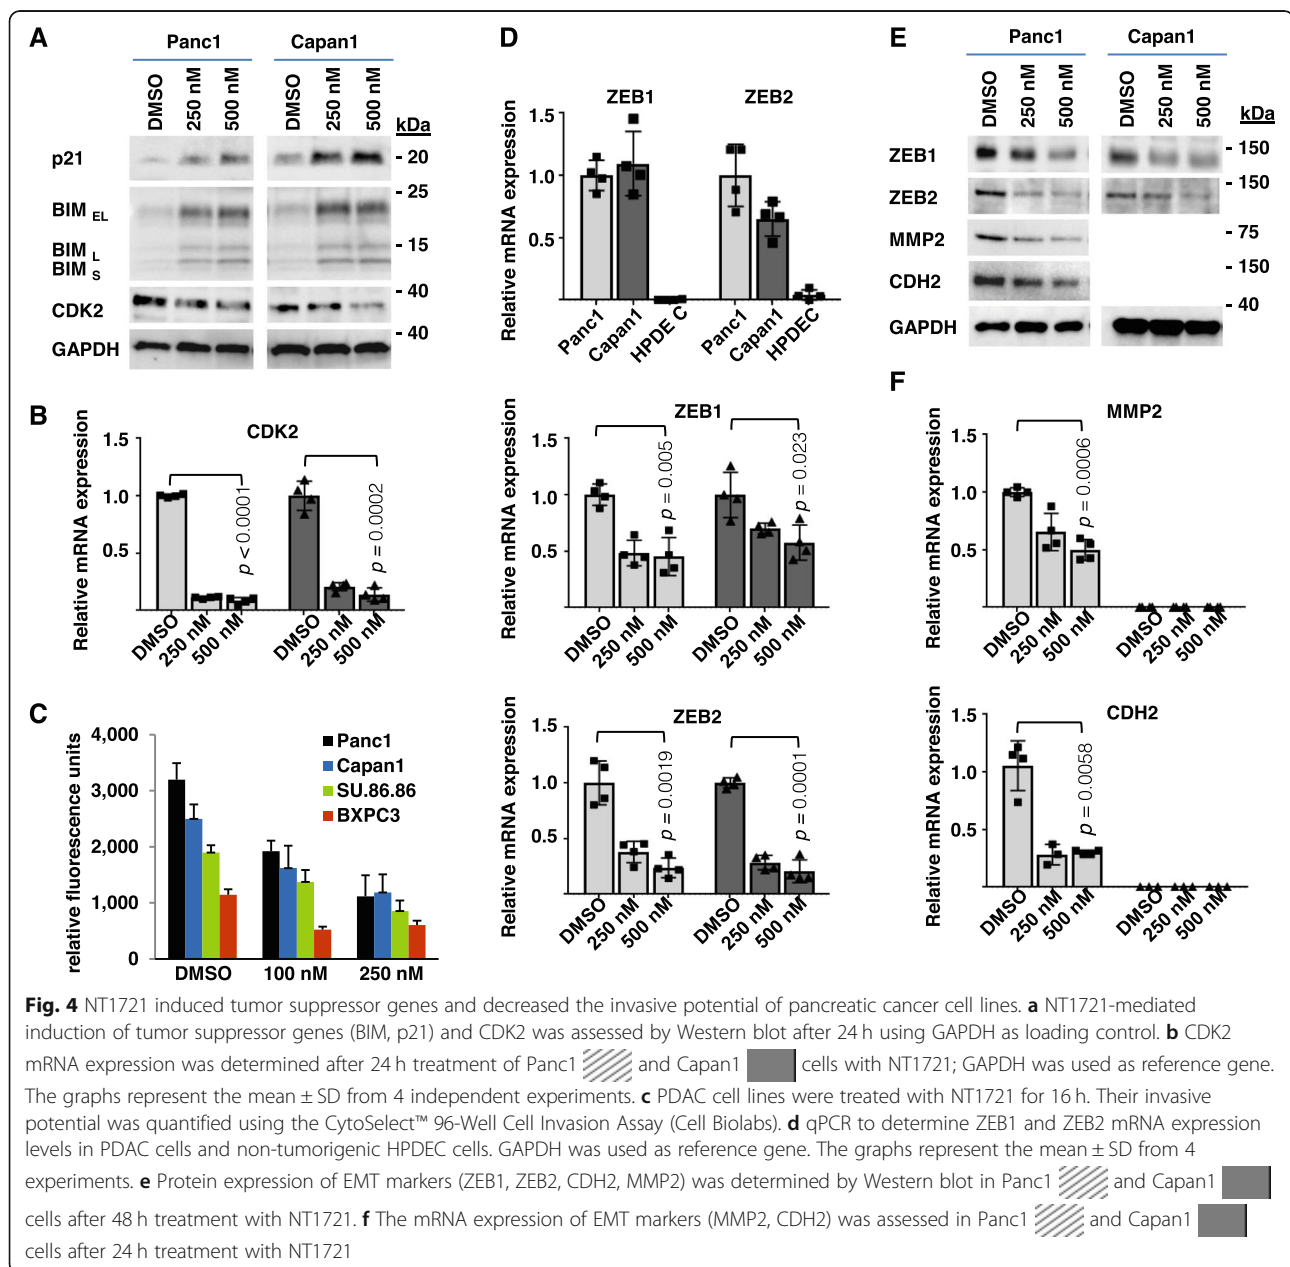 A
Panc1
Capan1
DMSO
250 nM
500 nM
DMSO
250 nM
500 nM
kDa
p21
- 20
- 25
BIM EL
- 15
BIM L
BIM S
- 40
CDK2
- 40
GAPDH
B
CDK2
Relative mRNA expression
1.5
1.0
0.5
p < 0.0001
p = 0.0002
DMSO
250 nM
500 nM
DMSO
250 nM
500 nM
C
relative fluorescence units
4,000
3,000
2,000
1,000
0
Panc1
Capan1
SU.86.86
BXPC3
DMSO
100 nM
250 nM
D
ZEB1
ZEB2
Relative mRNA expression
1.5
1.0
0.5
Panc1
Capan1
HPDE C
Panc1
Capan1
HPDEC
ZEB1
Relative mRNA expression
1.5
1.0
0.5
p = 0.005
p = 0.023
DMSO
250 nM
500 nM
DMSO
250 nM
500 nM
ZEB2
Relative mRNA expression
1.5
1.0
0.5
p = 0.0019
p = 0.0001
DMSO
250 nM
500 nM
DMSO
250 nM
500 nM
E
Panc1
Capan1
DMSO
250 nM
500 nM
DMSO
250 nM
500 nM
kDa
ZEB1
- 150
- 150
ZEB2
MMP2
- 75
CDH2
- 150
- 40
GAPDH
F
MMP2
Relative mRNA expression
1.5
1.0
0.5
p = 0.0006
DMSO
250 nM
500 nM
DMSO
250 nM
500 nM
CDH2
Relative mRNA expression
1.5
1.0
0.5
p = 0.0058
DMSO
250 nM
500 nM
DMSO
250 nM
500 nM
Fig. 4 NT1721 induced tumor suppressor genes and decreased the invasive potential of pancreatic cancer cell lines. a NT1721-mediated
induction of tumor suppressor genes (BIM, p21) and CDK2 was assessed by Western blot after 24 h using GAPDH as loading control. b CDK2
mRNA expression was determined after 24 h treatment of Panc1 and Capan1 cells with NT1721; GAPDH was used as reference gene.
The graphs represent the mean ± SD from 4 independent experiments. c PDAC cell lines were treated with NT1721 for 16 h. Their invasive
potential was quantified using the CytoSelect™ 96-Well Cell Invasion Assay (Cell Biolabs). d qPCR to determine ZEB1 and ZEB2 mRNA expression
levels in PDAC cells and non-tumorigenic HPDEC cells. GAPDH was used as reference gene. The graphs represent the mean ± SD from 4
experiments. e Protein expression of EMT markers (ZEB1, ZEB2, CDH2, MMP2) was determined by Western blot in Panc1 and Capan1
cells after 48 h treatment with NT1721. f The mRNA expression of EMT markers (MMP2, CDH2) was assessed in Panc1 and Capan1
cells after 24 h treatment with NT1721